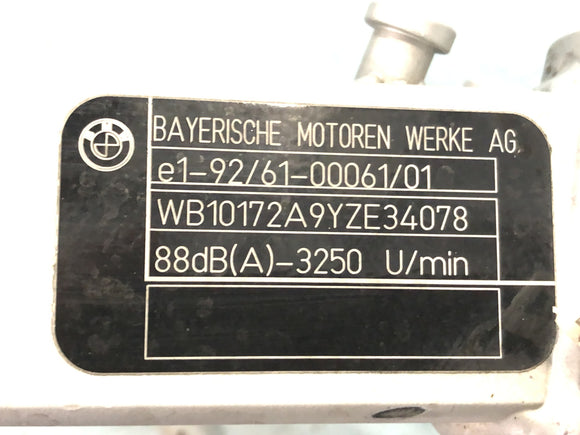 BAYERISCHE MOTOREN WERKE AG
e1-92/61-00061/01
WB10172A9YZE34078
88dB(A)-3250 U/min